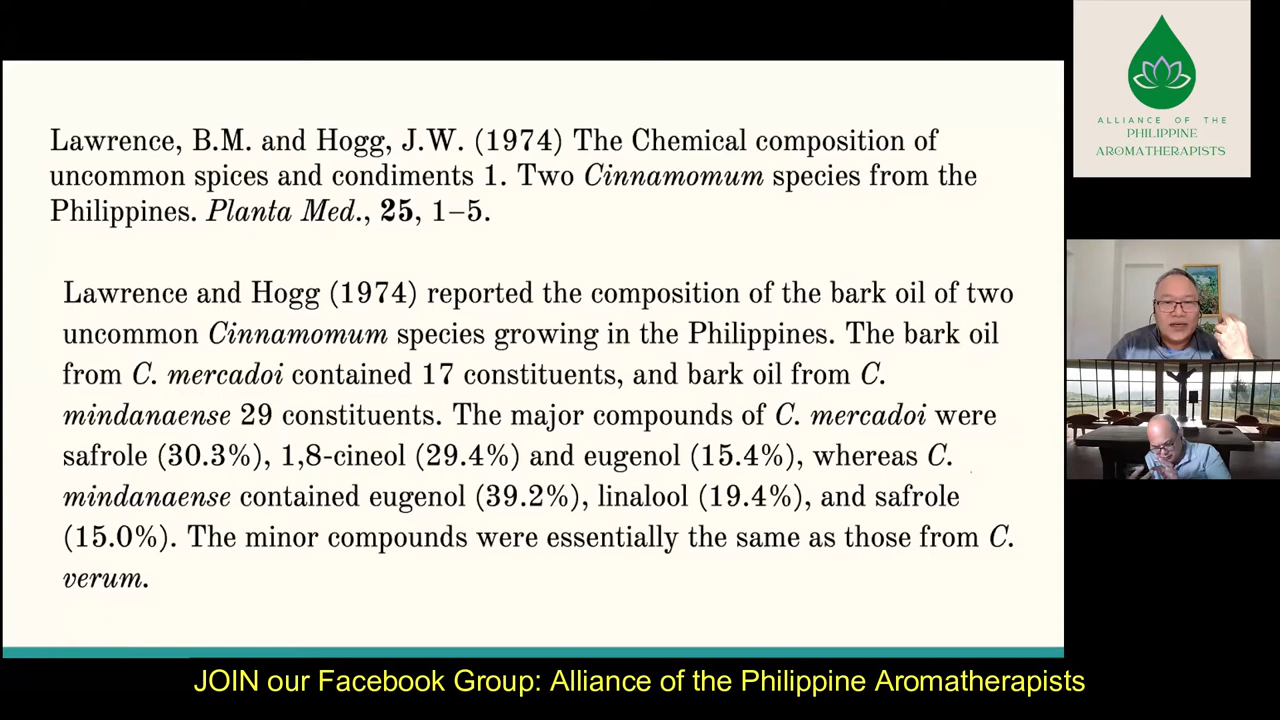 Lawrence, B.M. and Hogg, J.W. (1974) The Chemical composition of
uncommon spices and condiments 1. Two Cinnamomum species from the
Philippines. Planta Med., 25, 1–5.
Lawrence and Hogg (1974) reported the composition of the bark oil of two
uncommon Cinnamomum species growing in the Philippines. The bark oil
from C. mercadoi contained 17 constituents, and bark oil from C.
mindanaense 29 constituents. The major compounds of C. mercadoi were
safrole (30.3%), 1,8-cineol (29.4%) and eugenol (15.4%), whereas C.
mindanaense contained eugenol (39.2%), linalool (19.4%), and safrole
(15.0%). The minor compounds were essentially the same as those from C.
verum.
ALLIANCE OF THE
PHILIPPINE
AROMATHERAPISTS
JOIN our Facebook Group: Alliance of the Philippine Aromatherapists